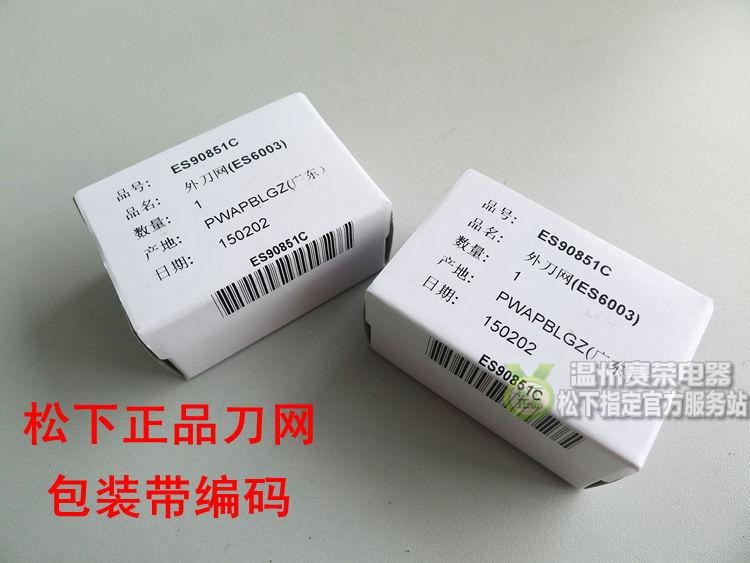 品号: ES90851C
品名: 外刀网(ES6003)
数量: 1
产地: PWAPBLGZ(广东)
日期: 150202
ES90851C
品号: ES90851C
品名: 外刀网(ES6003)
数量: 1
产地: PWAPBLGZ(广东
日期: 150202
ES90851C
温州赛荣电器
松下指定官方服务站
松下正品刀网
包装带编码